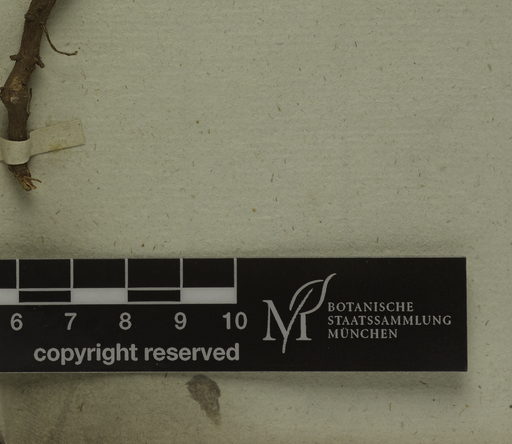 6 7 8 9 10
copyright reserved
M
BOTANISCHE
STAATSSAMMLUNG
MÜNCHEN